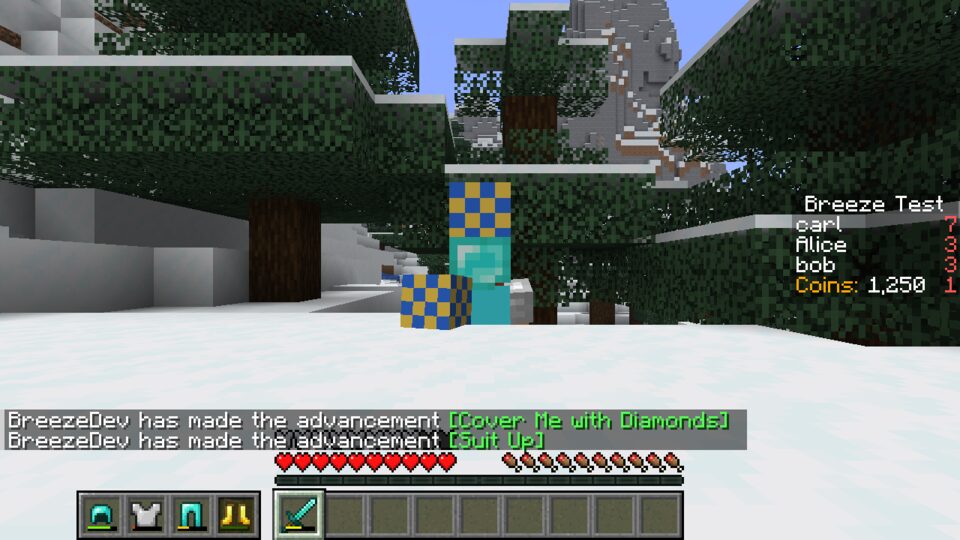 Breeze Test
carl 7
Alice 3
bob 3
Coins: 1,250 1
BreezeDev has made the advancement [Cover Me with Diamonds]
BreezeDev has made the advancement [Suit Up]